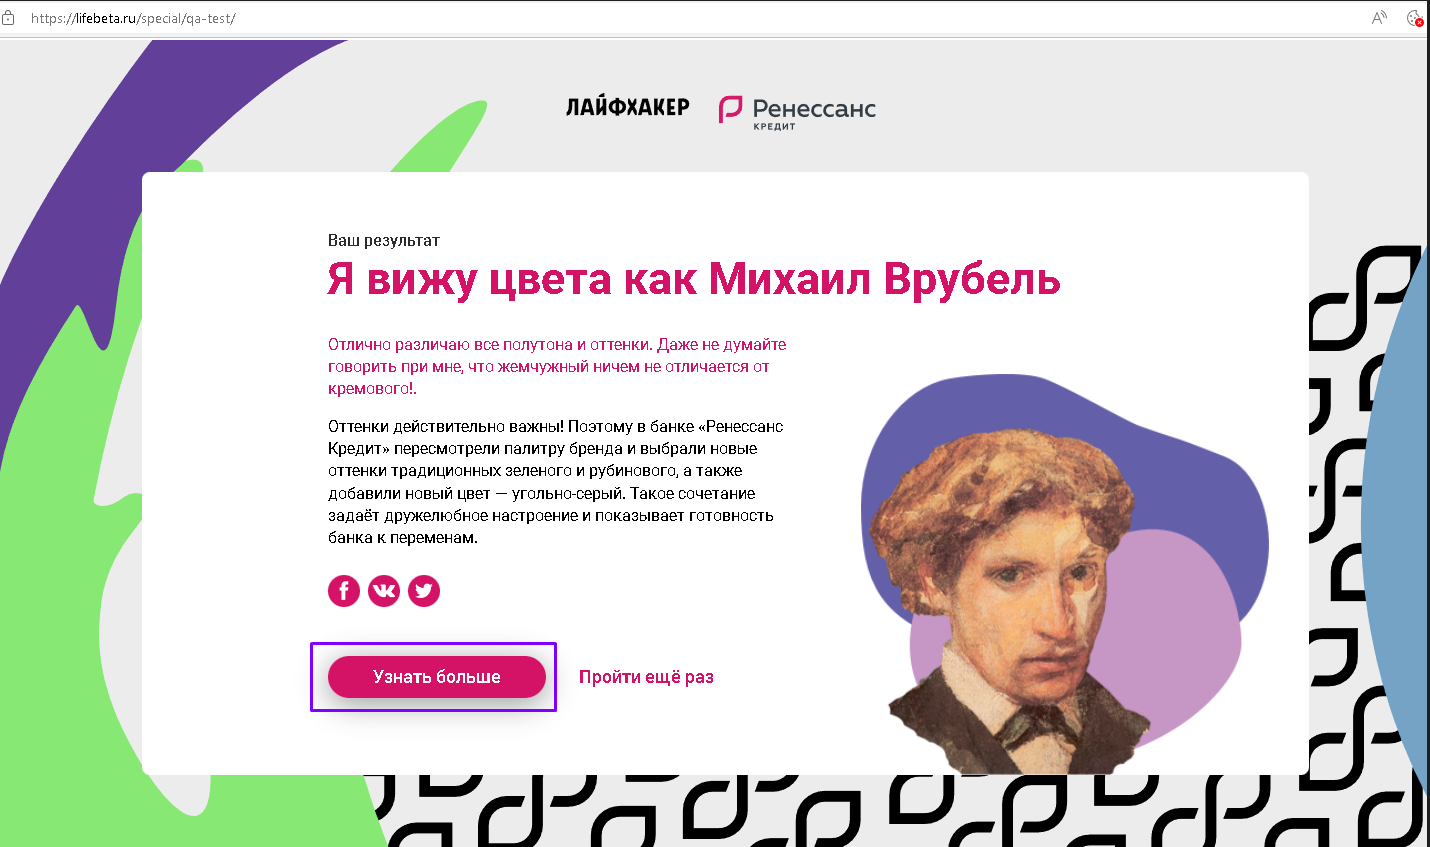 https://lifebeta.ru/special/qa-test/
ЛАЙФХАКЕР
Ренессанс
КРЕДИТ
Ваш результат
Я вижу цвета как Михаил Врубель
Отлично различаю все полутона и оттенки. Даже не думайте
говорить при мне, что жемчужный ничем не отличается от
кремового!.
Оттенки действительно важны! Поэтому в банке «Ренессанс
Кредит» пересмотрели палитру бренда и выбрали новые
оттенки традиционных зеленого и рубинового, а также
добавили новый цвет — угольно-серый. Такое сочетание
задаёт дружелюбное настроение и показывает готовность
банка к переменам.
Узнать больше
Пройти ещё раз